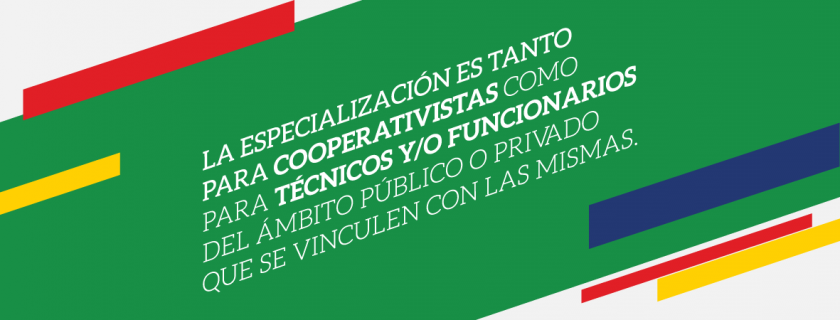 LA ESPECIALIZACIÓN ES TANTO
PARA COOPERATIVISTAS COMO
PARA TÉCNICOS Y/O FUNCIONARIOS
DEL ÁMBITO PÚBLICO O PRIVADO
QUE SE VINCULEN CON LAS MISMAS.